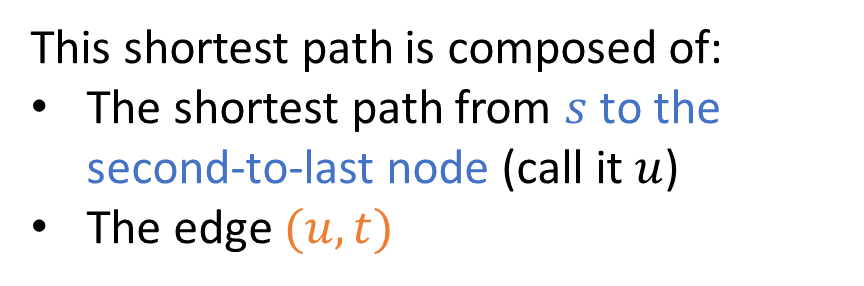 This shortest path is composed of:
• The shortest path from s to the
second-to-last node (call it u)
• The edge (u, t)